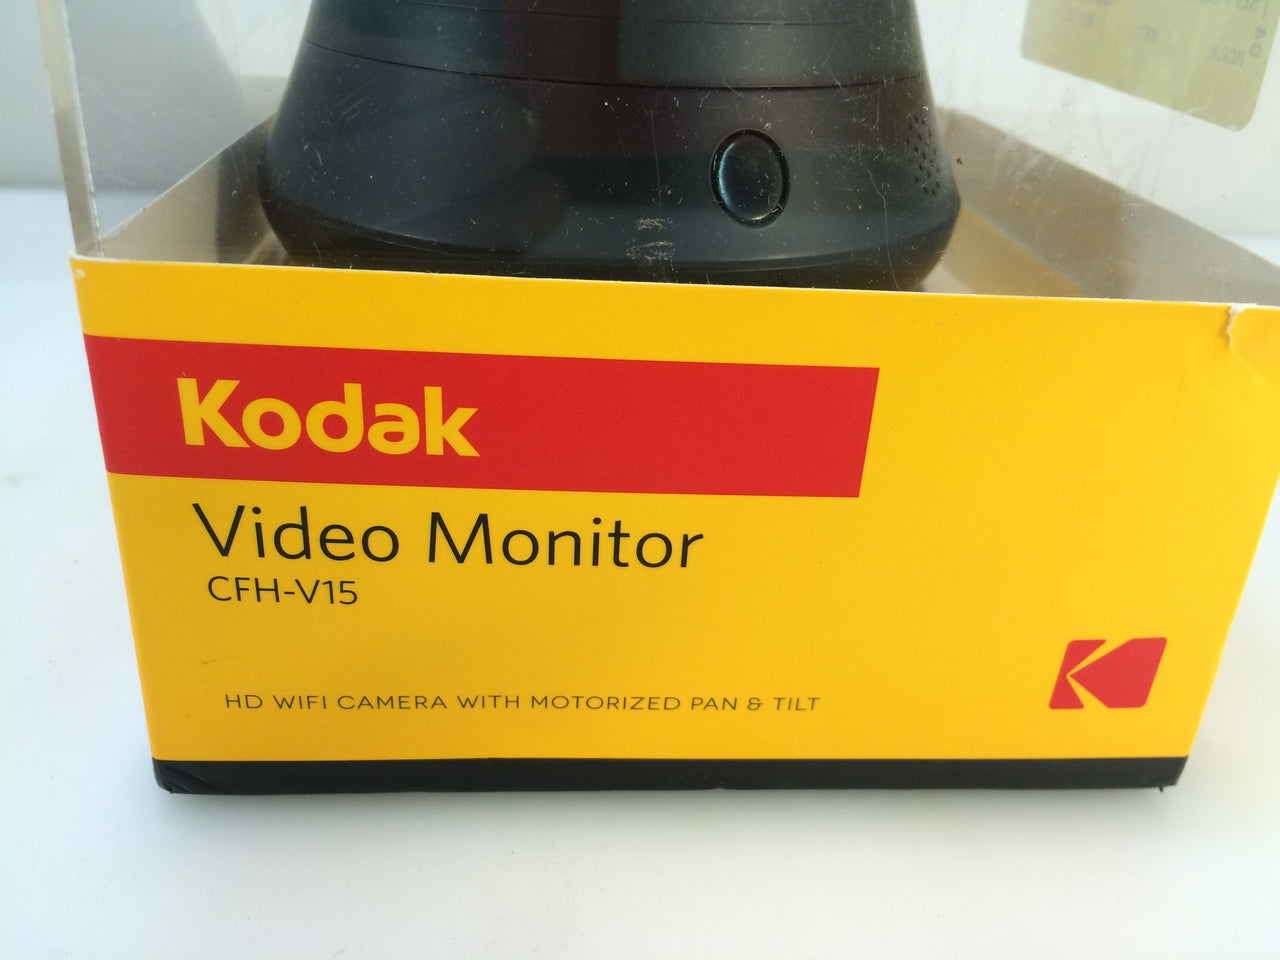 Kodak
Video Monitor
CFH-V15
HD WIFI CAMERA WITH MOTORIZED PAN & TILT